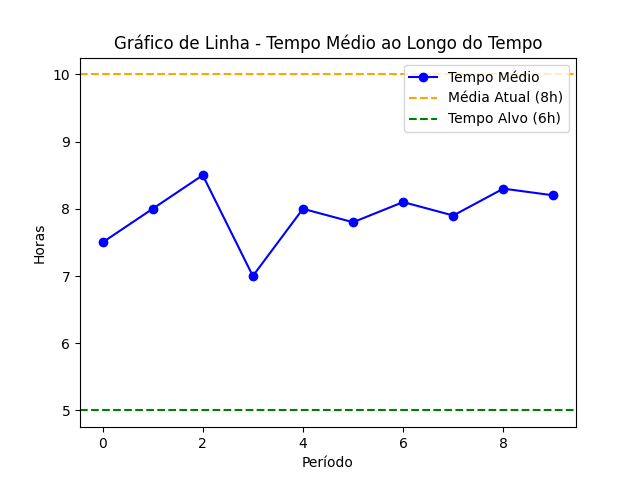 Gráfico de Linha - Tempo Médio ao Longo do Tempo
10
9
8
7
6
5
Horas
Tempo Médio
Média Atual (8h)
Tempo Alvo (6h)
0 2 4 6 8
Período